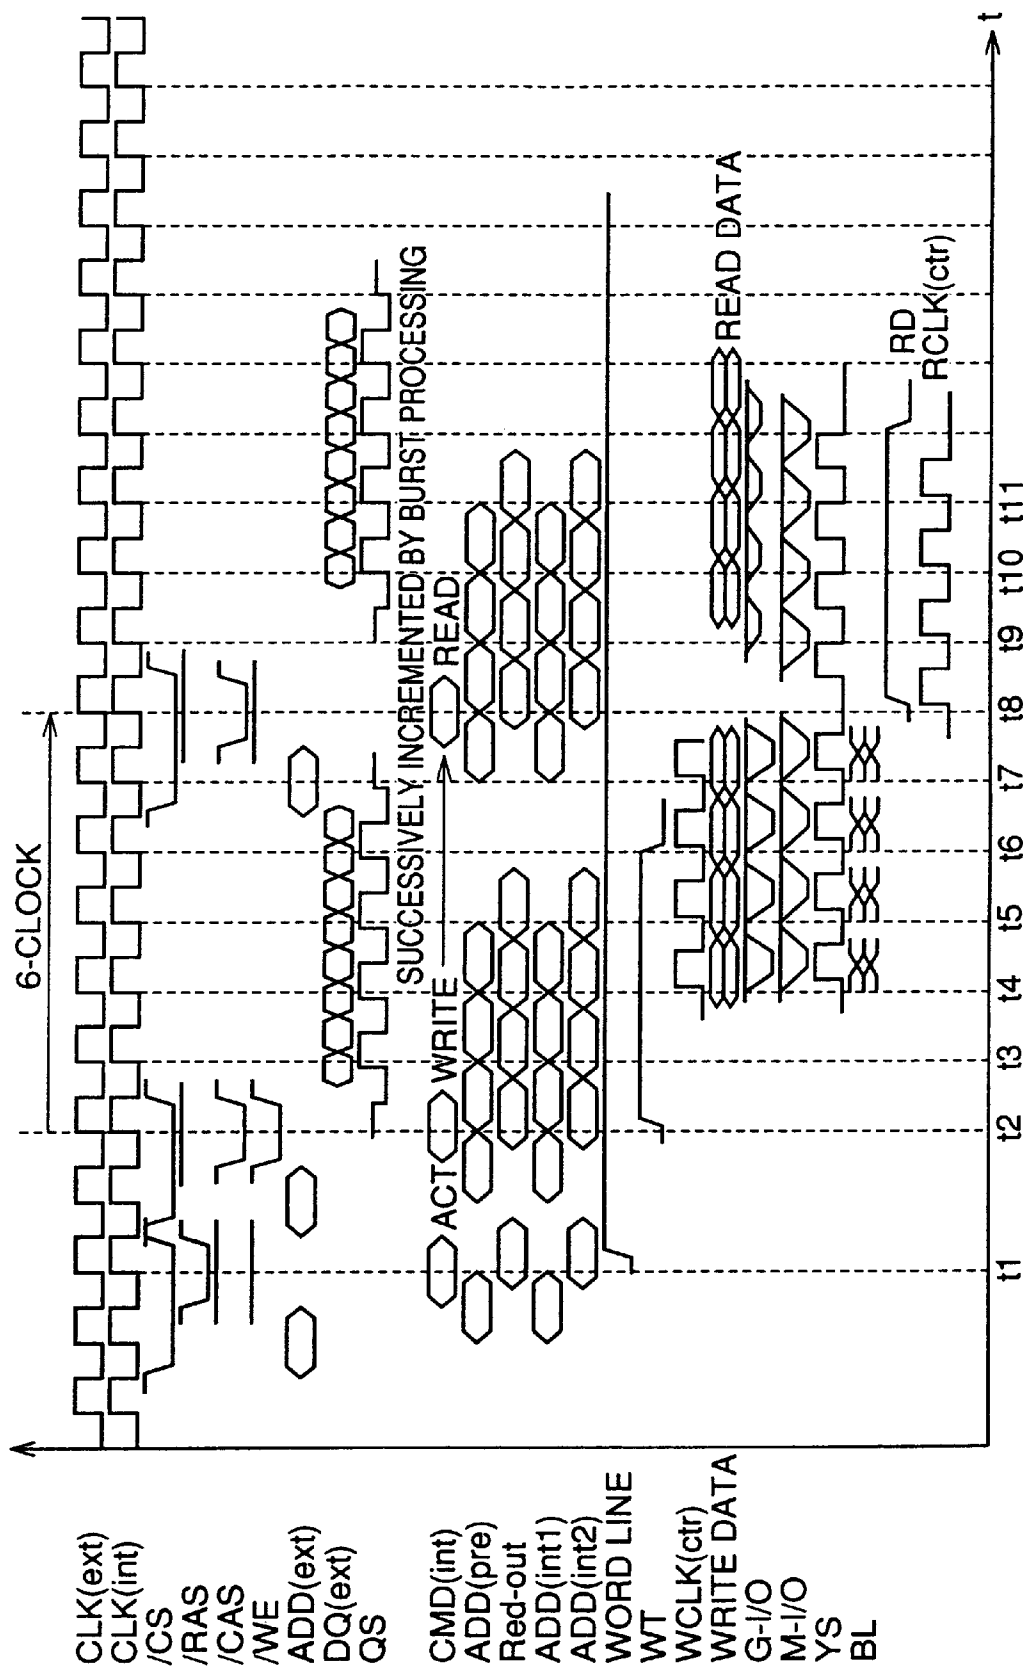 6-CLOCK
CLK(ext)
CLK(int)
/CS
/RAS
/CAS
/WE
ADD(ext)
DQ(ext)
QS
SUCCESSIVELY INCREMENTED BY BURST PROCESSING
CMD(int)
ACT
WRITE
READ
ADD(pre)
Red-out
ADD(int1)
ADD(int2)
WORD LINE
WT
WCLK(ctr)
WRITE DATA
READ DATA
G-I/O
M-I/O
YS
BL
RD
RCLK(ctr)
t1 t2 t3 t4 t5 t6 t7 t8 t9 t10 t11
t